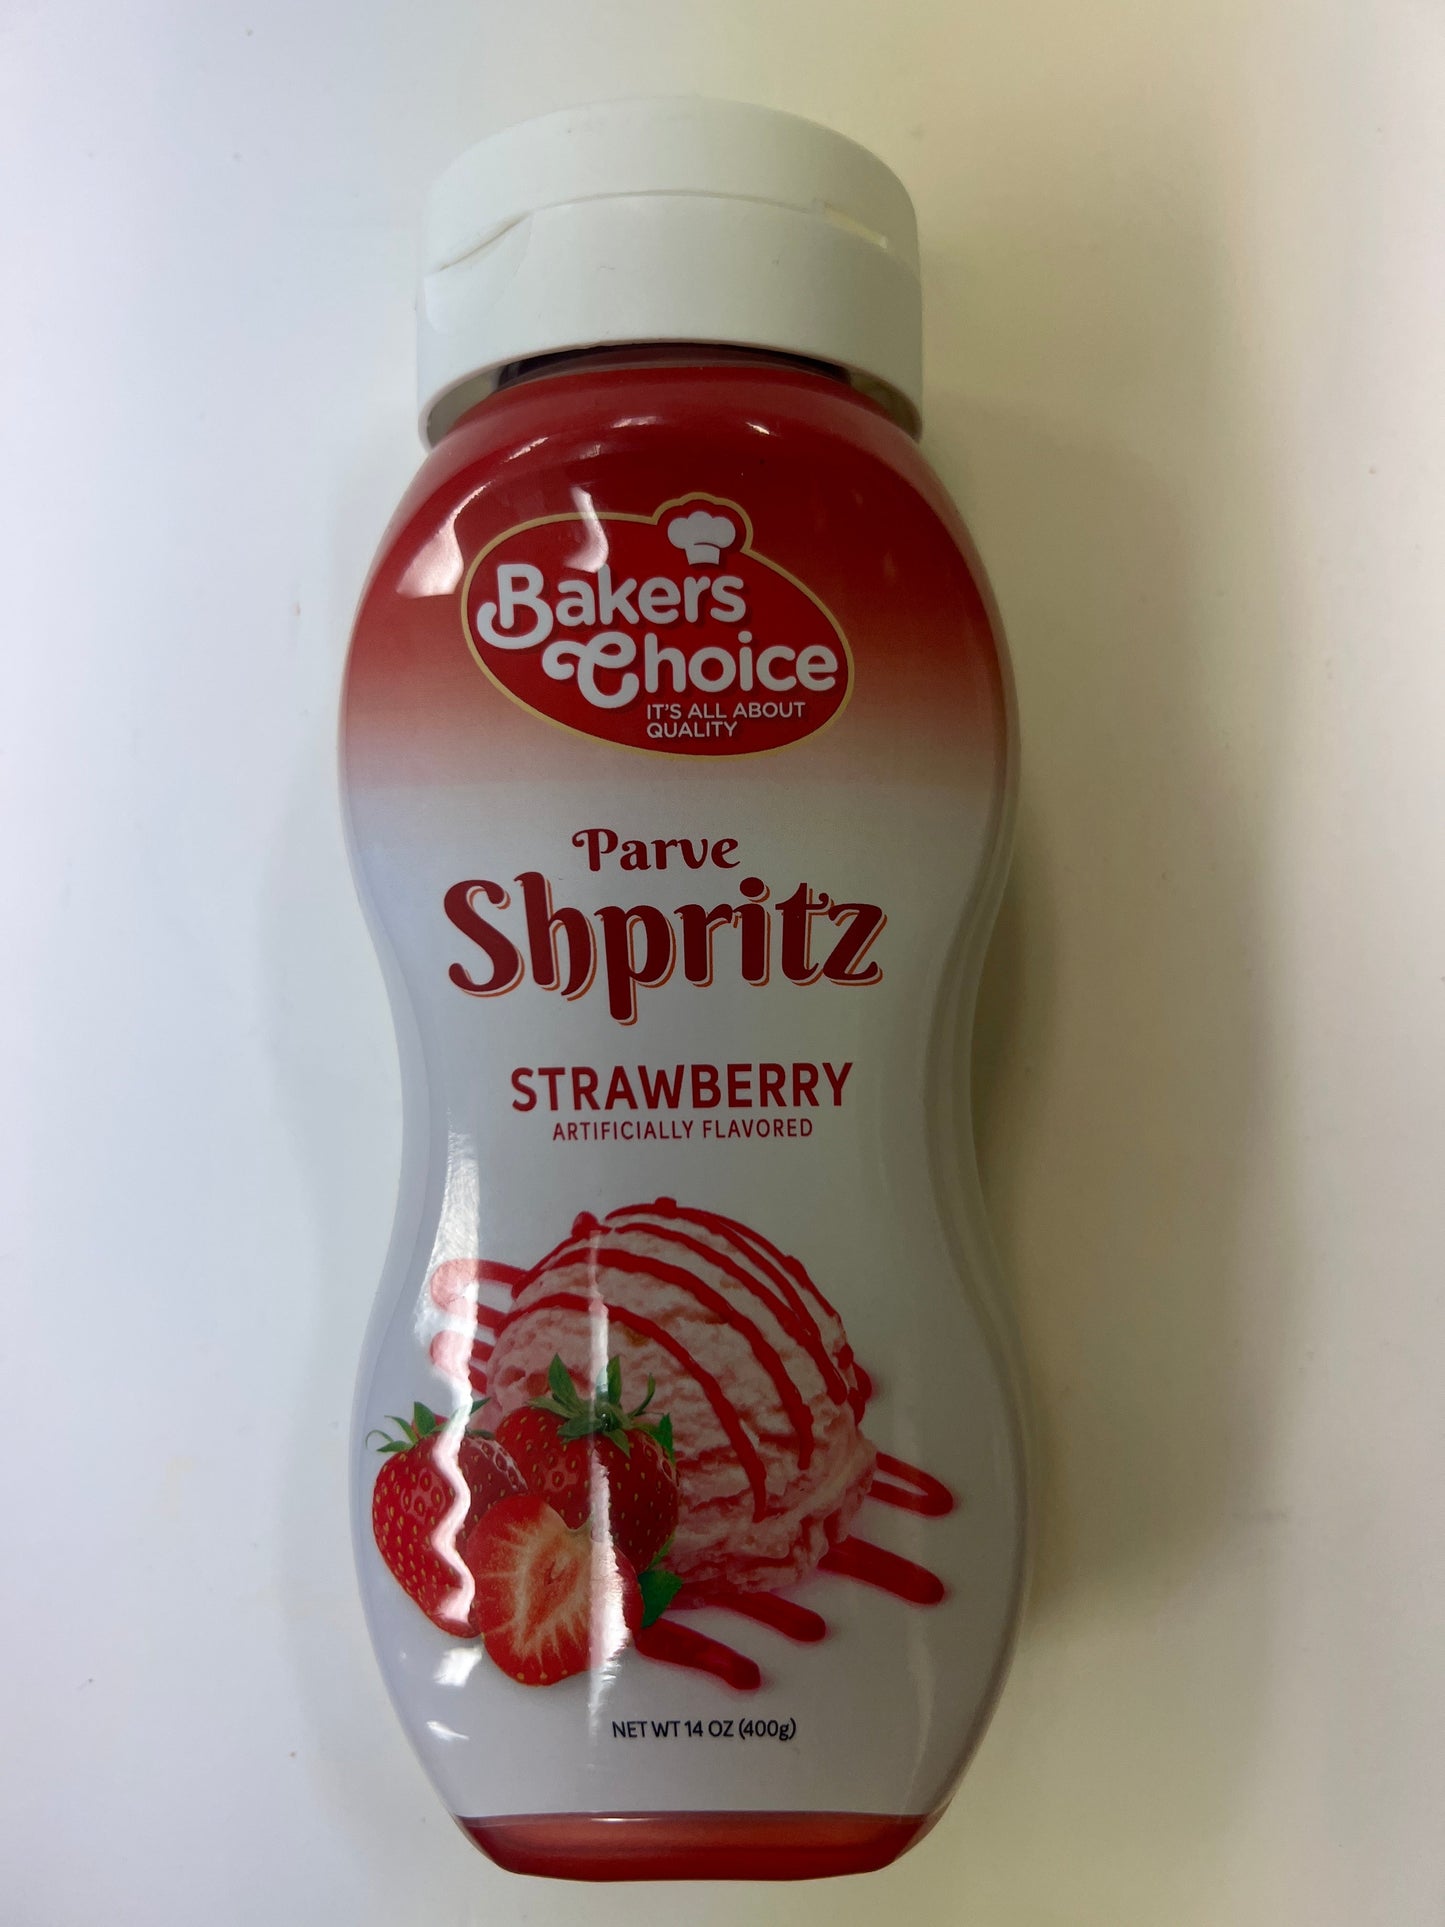 Bakers
Choice
IT'S ALL ABOUT
QUALITY
Parve
Shpritz
STRAWBERRY
ARTIFICIALLY FLAVORED
NET WT 14 OZ (400g)